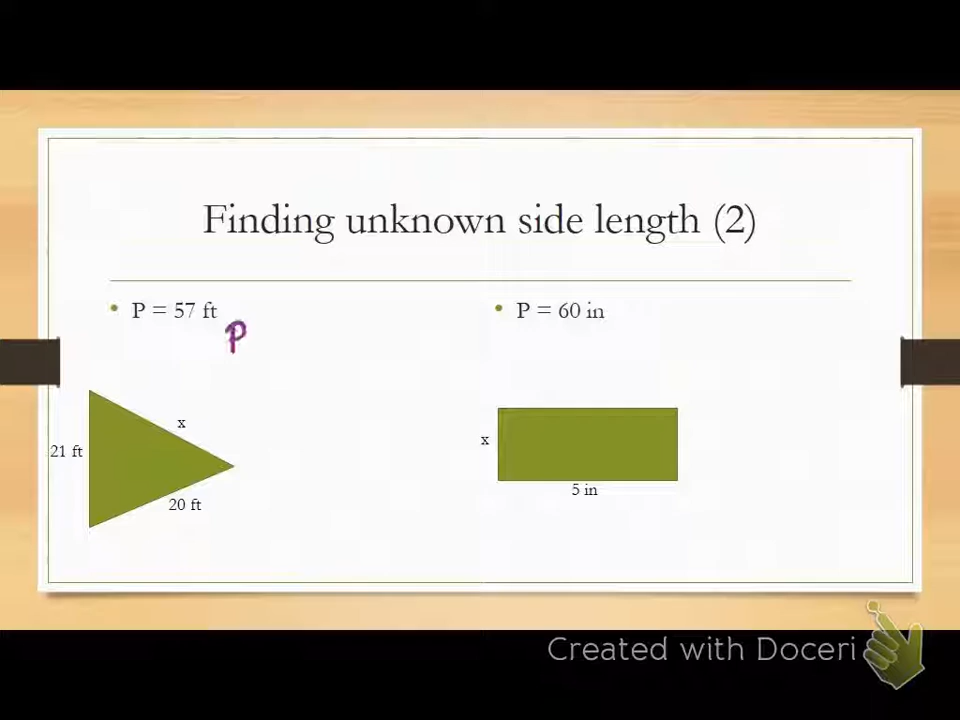 Finding unknown side length (2)
• P = 57 ft
P
x
21 ft
20 ft
• P = 60 in
x
5 in
Created with Doceri